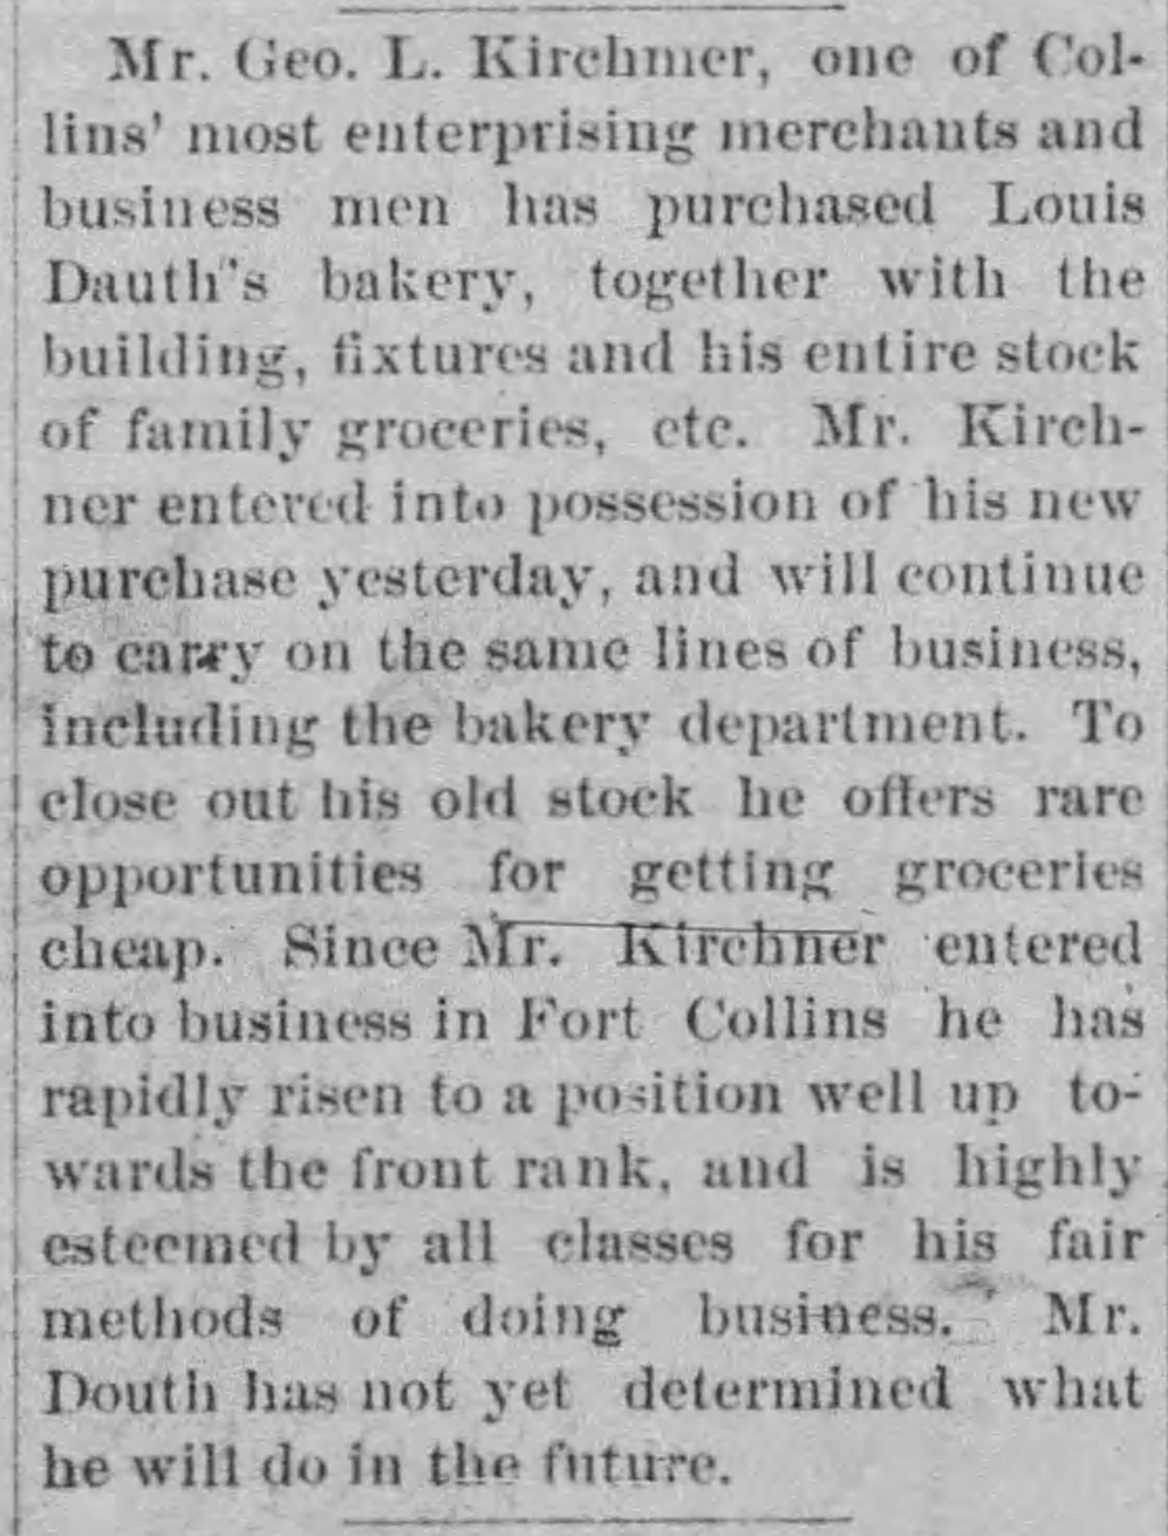 Mr. Geo. L. Kirchmer, one of Col-
lins' most enterprising merchants and
business men has purchased Louis
Dauth's bakery, together with the
building, fixtures and his entire stock
of family groceries, etc. Mr. Kirch-
ner entered into possession of his new
purchase yesterday, and will continue
to carry on the same lines of business,
including the bakery department. To
close out his old stock he offers rare
opportunities for getting groceries
cheap. Since Mr. Kirchner entered
into business in Fort Collins he has
rapidly risen to a position well up to-
wards the front rank, and is highly
esteemed by all classes for his fair
methods of doing business. Mr.
Douth has not yet determined what
he will do in the future.